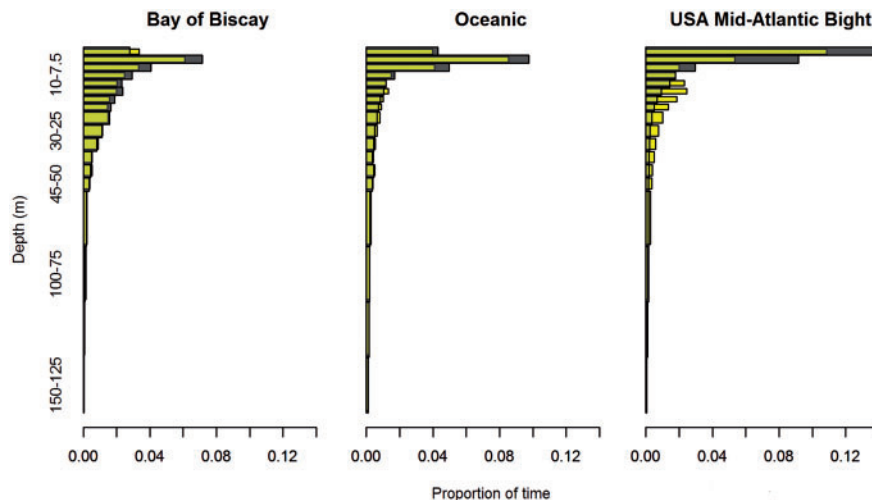 Bay of Biscay
Oceanic
USA Mid-Atlantic Bight
Depth (m)
10-7.5
30-25
45-50
100-75
150-125
0.00 0.04 0.08 0.12
0.00 0.04 0.08 0.12
0.00 0.04 0.08 0.12
Proportion of time